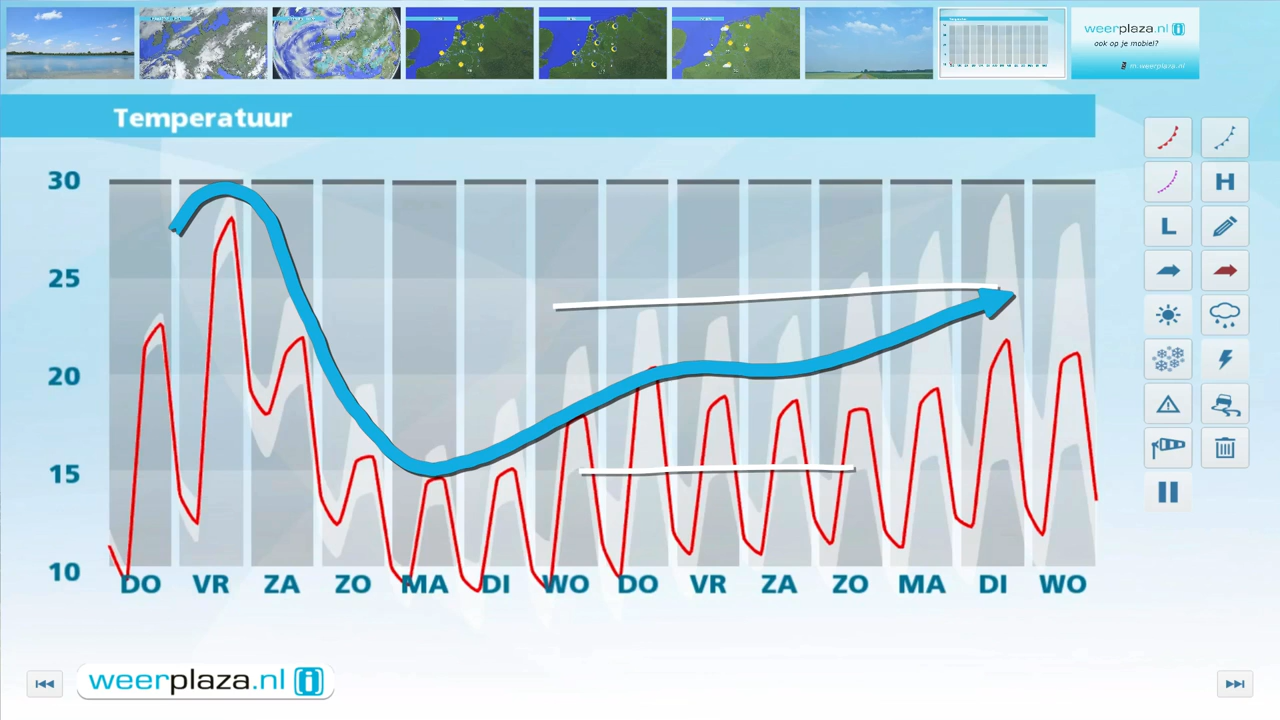 weerplaza.nl
ook op je mobiel?
m.weerplaza.nl
Temperatuur
H
L
30
25
20
15
10
DO VR ZA ZO MA DI WO DO VR ZA ZO MA DI WO
weerplaza.nl